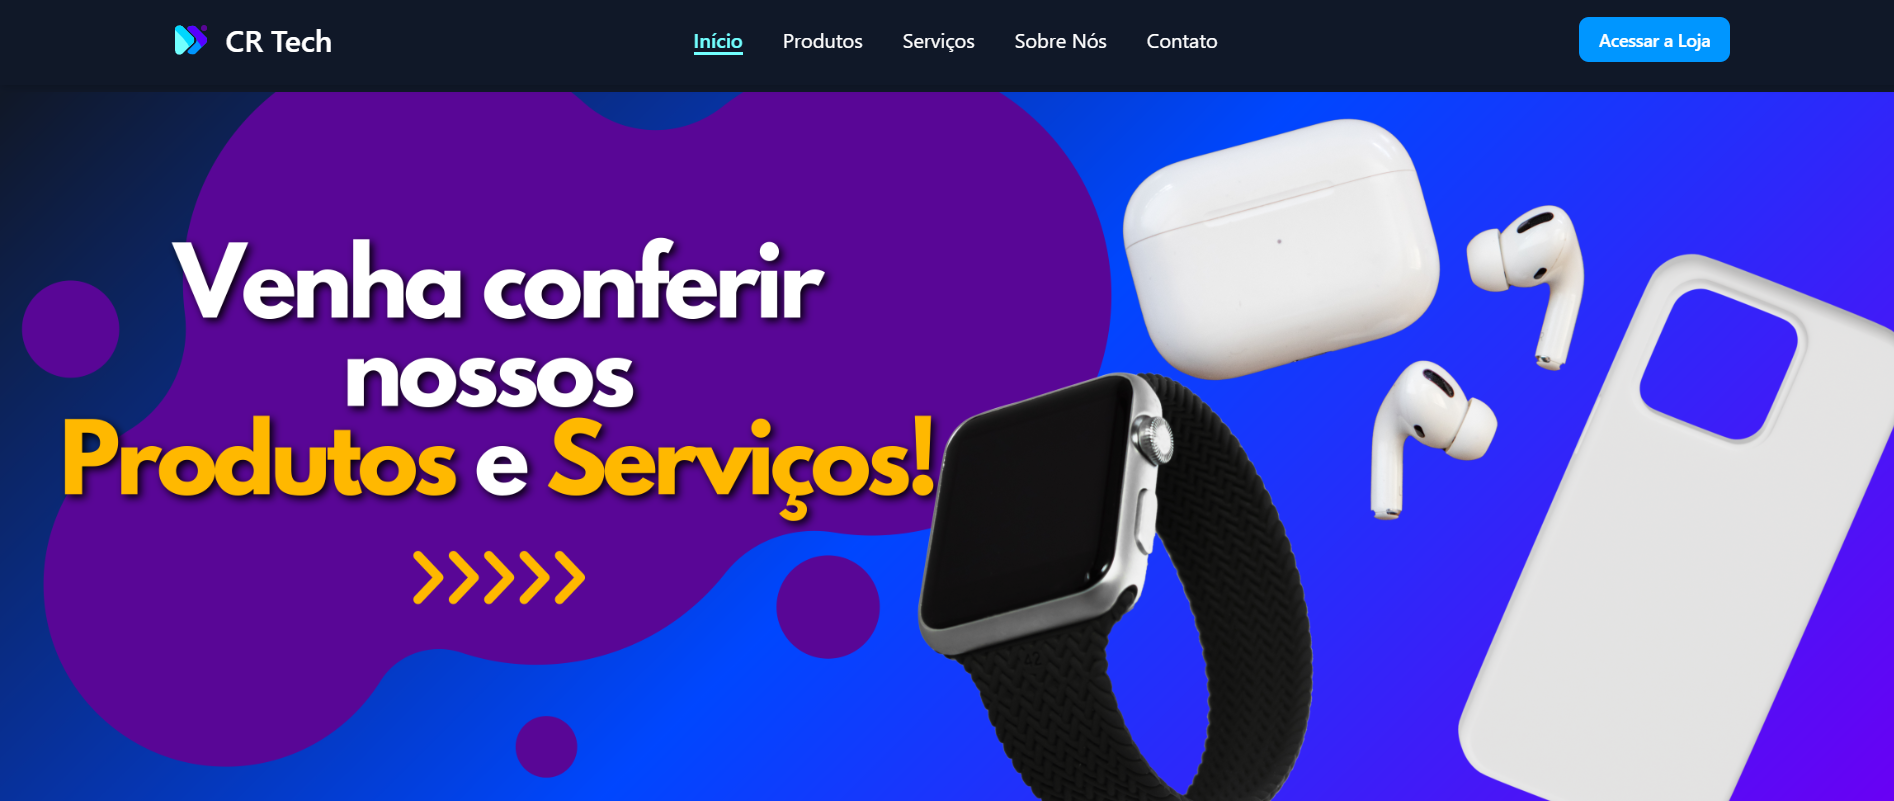 CR Tech
Início
Produtos
Serviços
Sobre Nós
Contato
Acessar a Loja
Venha conferir
nossos
Produtos e Serviços!